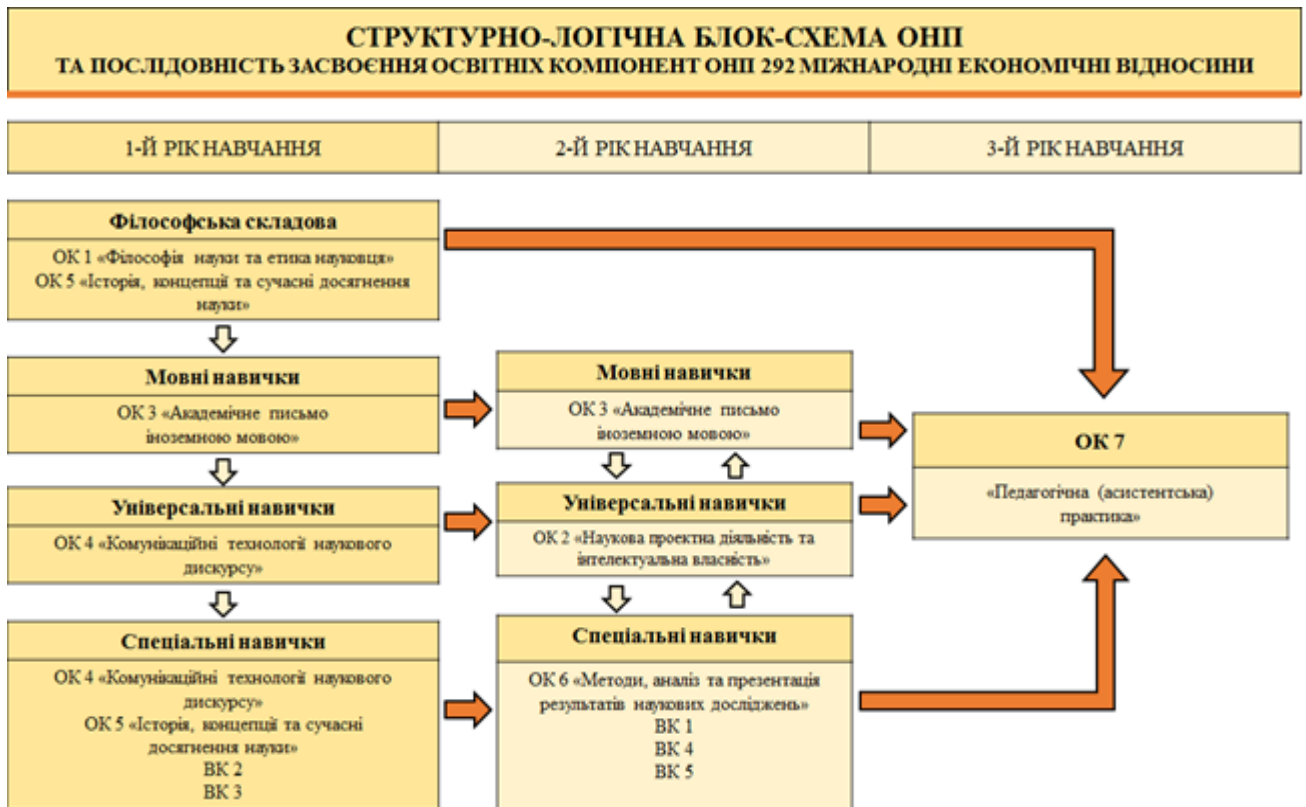 СТРУКТУРНО-ЛОГІЧНА БЛОК-СХЕМА ОНП
ТА ПОСЛІДОВНІСТЬ ЗАСВОЄННЯ ОСВІТНІХ КОМПОНЕНТ ОНП 292 МІЖНАРОДНІ ЕКОНОМІЧНІ ВІДНОСИНИ
1-Й РІК НАВЧАННЯ
2-Й РІК НАВЧАННЯ
3-Й РІК НАВЧАННЯ
Філософська складова
ОК 1 «Філософія науки та етика науковця»
ОК 5 «Історія, концепції та сучасні досягнення
науки»
Мовні навички
ОК 3 «Академічне письмо
іноземною мовою»
Універсальні навички
ОК 4 «Комунікаційні технології наукового
дискурсу»
Спеціальні навички
ОК 4 «Комунікаційні технології наукового
дискурсу»
ОК 5 «Історія, концепції та сучасні
досягнення науки»
ВК 2
ВК 3
Мовні навички
ОК 3 «Академічне письмо
іноземною мовою»
Універсальні навички
ОК 2 «Наукова проектна діяльність та
інтелектуальна власність»
Спеціальні навички
ОК 6 «Методи, аналіз та презентація
результатів наукових досліджень»
ВК 1
ВК 4
ВК 5
ОК 7
«Педагогічна (асистентська)
практика»